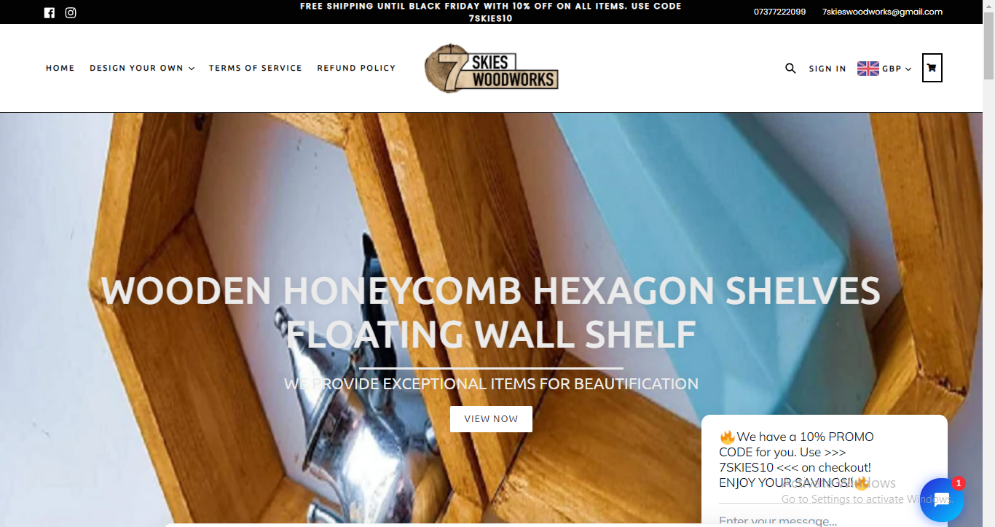 FREE SHIPPING UNTIL BLACK FRIDAY WITH 10% OFF ON ALL ITEMS. USE CODE
7SKIES10
07377222099
7skieswoodworks@gmail.com
HOME
DESIGN YOUR OWN
TERMS OF SERVICE
REFUND POLICY
7 SKIES
WOODWORKS
SIGN IN
GBP
WOODEN HONEYCOMB HEXAGON SHELVES
FLOATING WALL SHELF
WE PROVIDE EXCEPTIONAL ITEMS FOR BEAUTIFICATION
VIEW NOW
🔥We have a 10% PROMO
CODE for you. Use >>>
7SKIES10 <<< on checkout!
ENJOY YOUR SAVINGS!🔥
Windows
Go to Settings to activate Windows.
1
Enter your message...